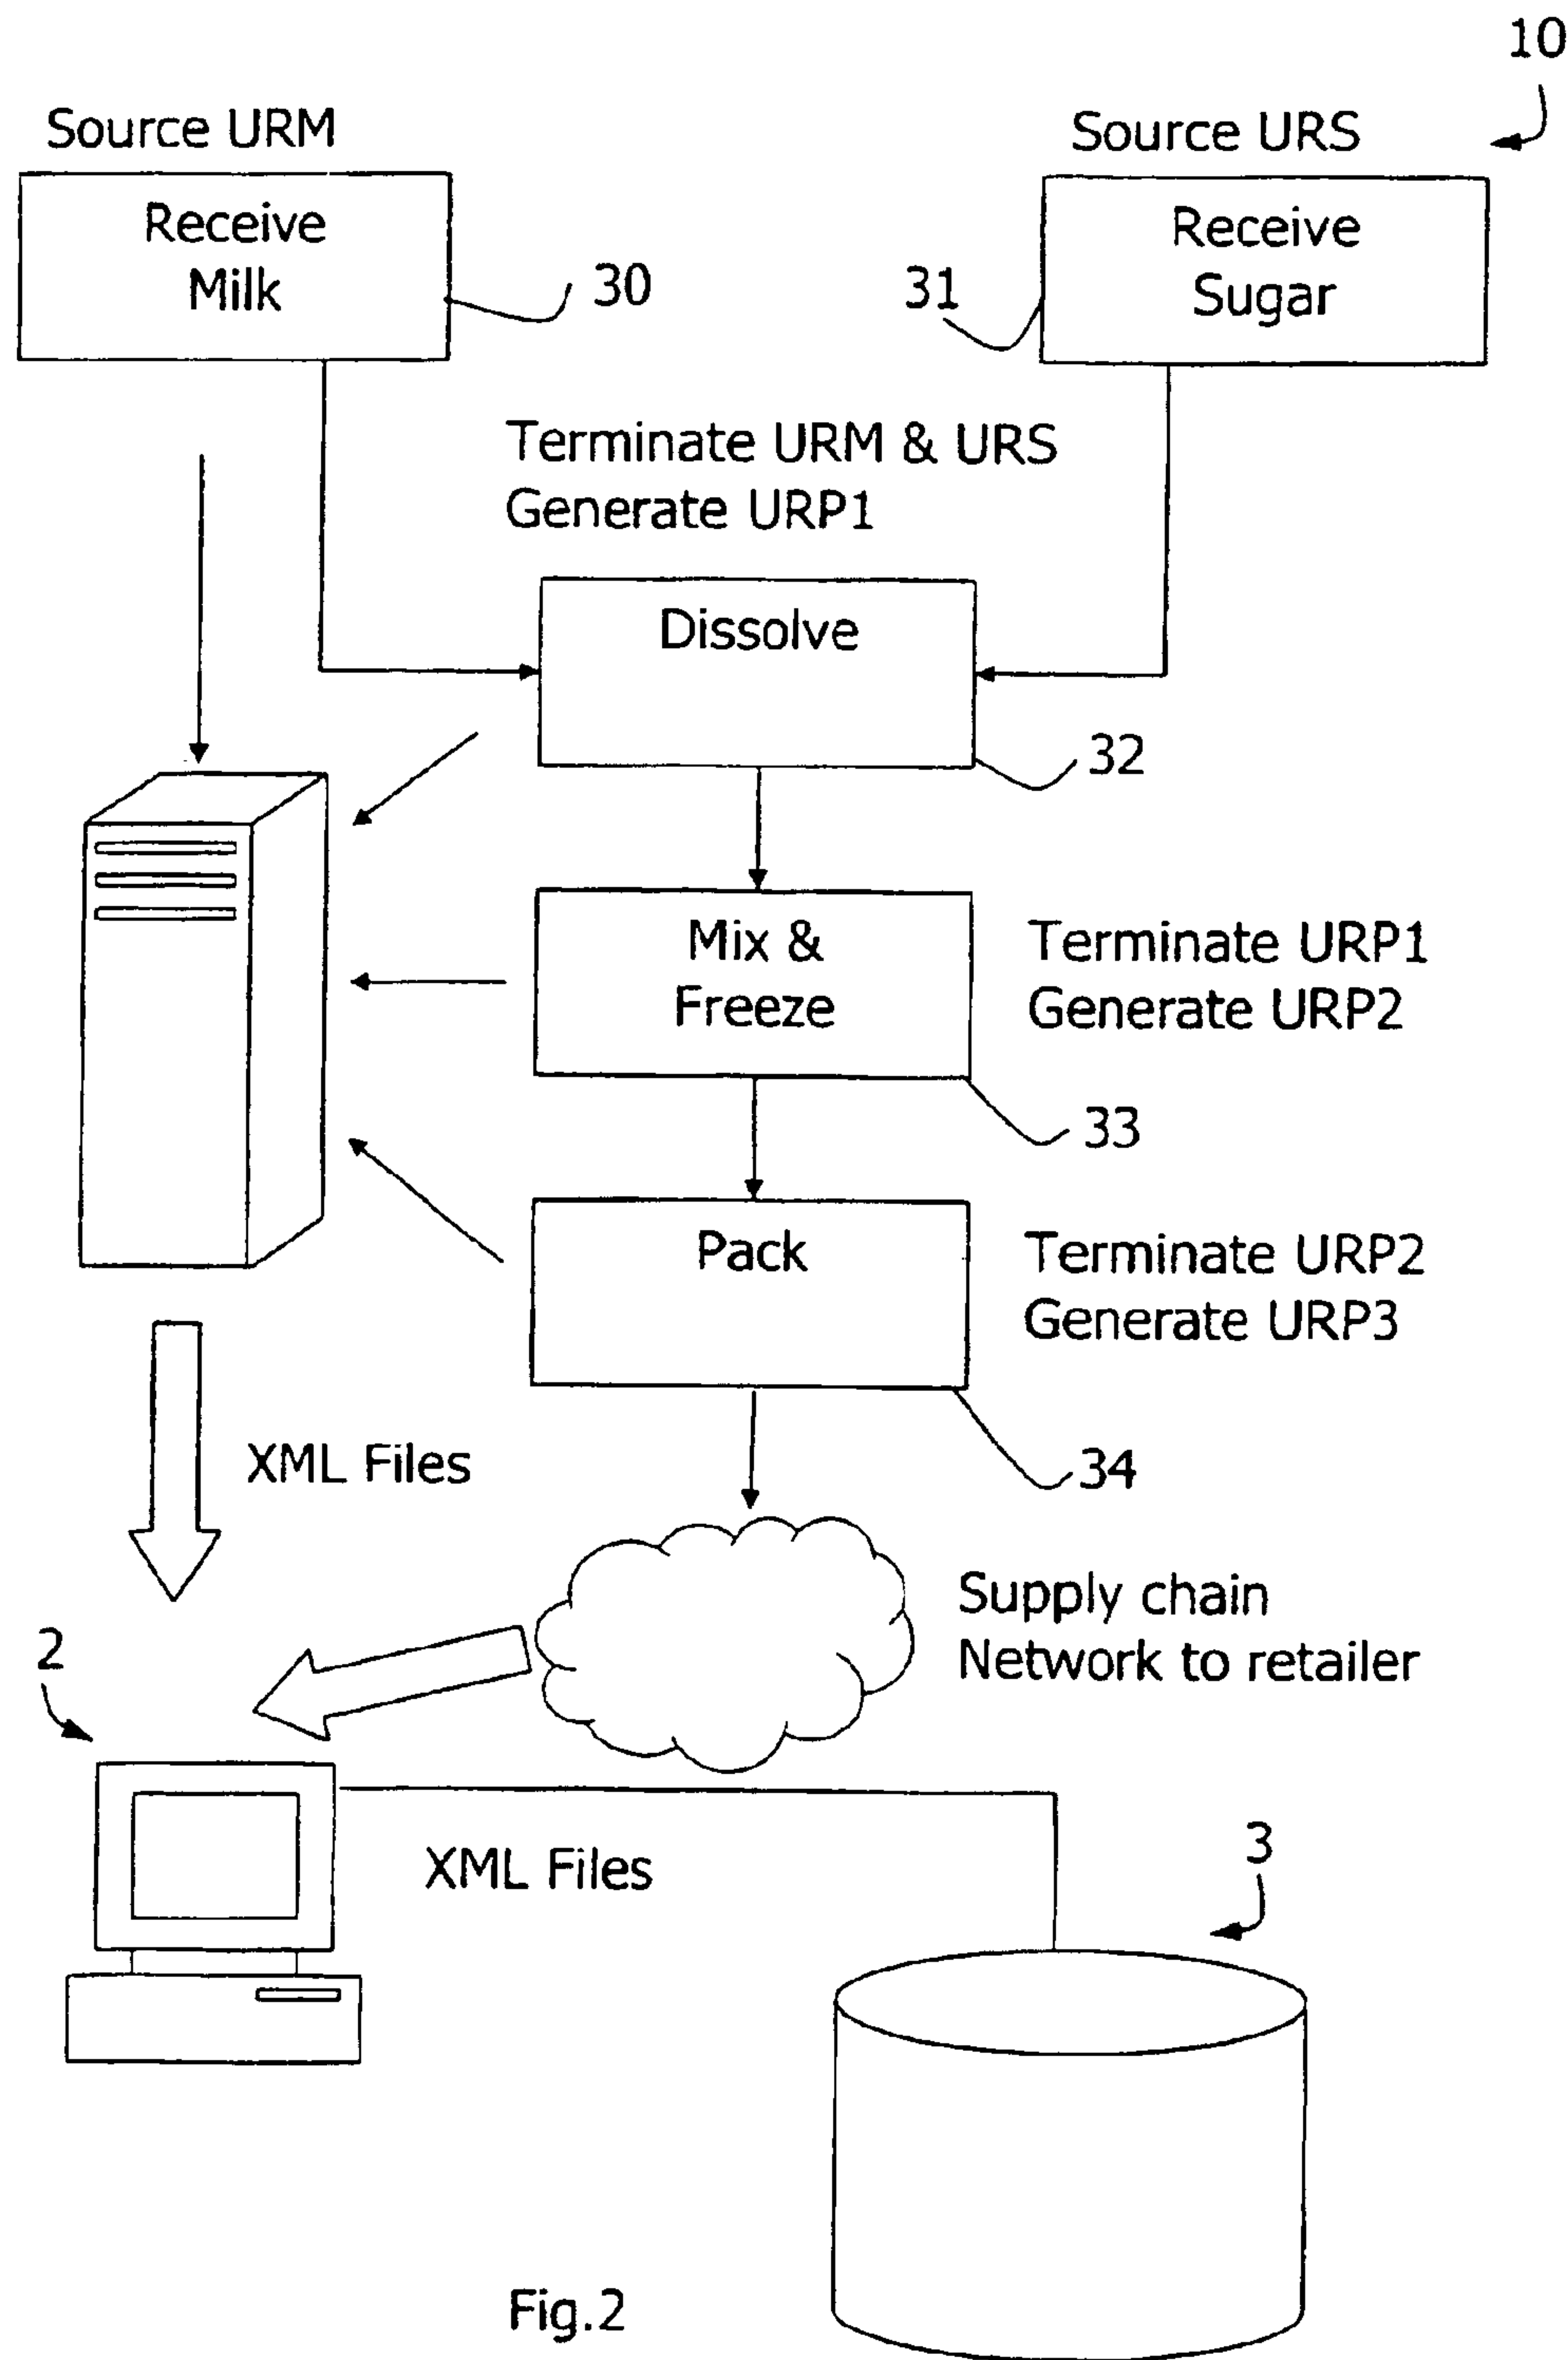 10
Source URM
Source URS
Receive
Milk
30
31
Receive
Sugar
Terminate URM & URS
Generate URP1
Dissolve
32
Mix &
Freeze
Terminate URP1
Generate URP2
33
Pack
Terminate URP2
Generate URP3
XML Files
34
Supply chain
Network to retailer
2
XML Files
3
Fig.2